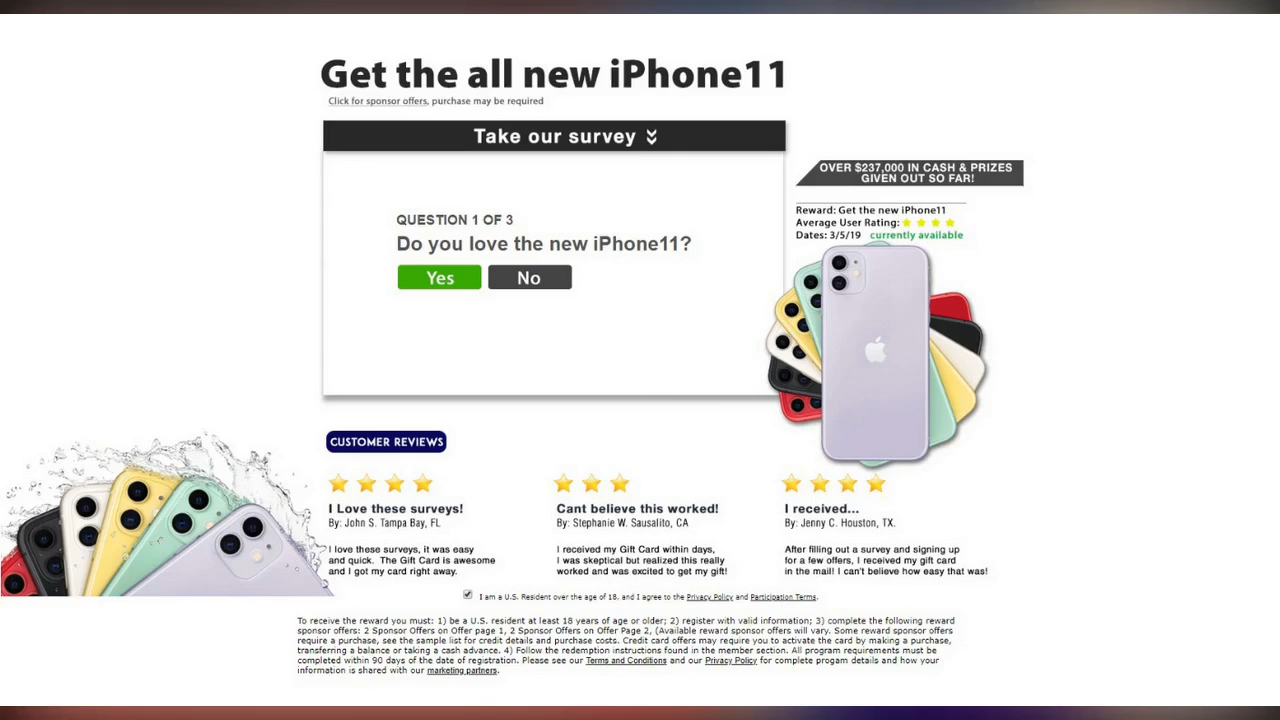 Get the all new iPhone11
Click for sponsor offers, purchase may be required
Take our survey
QUESTION 1 OF 3
Do you love the new iPhone11?
Yes No
OVER $237,000 IN CASH & PRIZES
GIVEN OUT SO FAR!
Reward: Get the new iPhone11
Average User Rating:
Dates: 3/5/19 currently available
CUSTOMER REVIEWS
I Love these surveys!
By: John S. Tampa Bay, FL
I love these surveys, it was easy
and quick. The Gift Card is awesome
and I got my card right away.
Cant believe this worked!
By: Stephanie W. Sausalito, CA
I received my Gift Card within days,
I was skeptical but realized this really
worked and was excited to get my gift!
I received...
By: Jenny C. Houston, TX.
After filling out a survey and signing up
for a few offers, I received my gift card
in the mail! I can't believe how easy that was!
I am a U.S. Resident over the age of 18, and I agree to the Privacy Policy and Participation Terms.
To receive the reward you must: 1) be a U.S. resident at least 18 years of age or older; 2) register with valid information; 3) complete the following reward
sponsor offers: 2 Sponsor Offers on Offer page 1, 2 Sponsor Offers on Offer Page 2, (Available reward sponsor offers will vary. Some reward sponsor offers
require a purchase, see the sample list for credit details and purchase costs. Credit card offers may require you to activate the card by making a purchase,
transferring a balance or taking a cash advance. 4) Follow the redemption instructions found in the member section. All program requirements must be
completed within 90 days of the date of registration. Please see our Terms and Conditions and our Privacy Policy for complete progam details and how your
information is shared with our marketing partners.